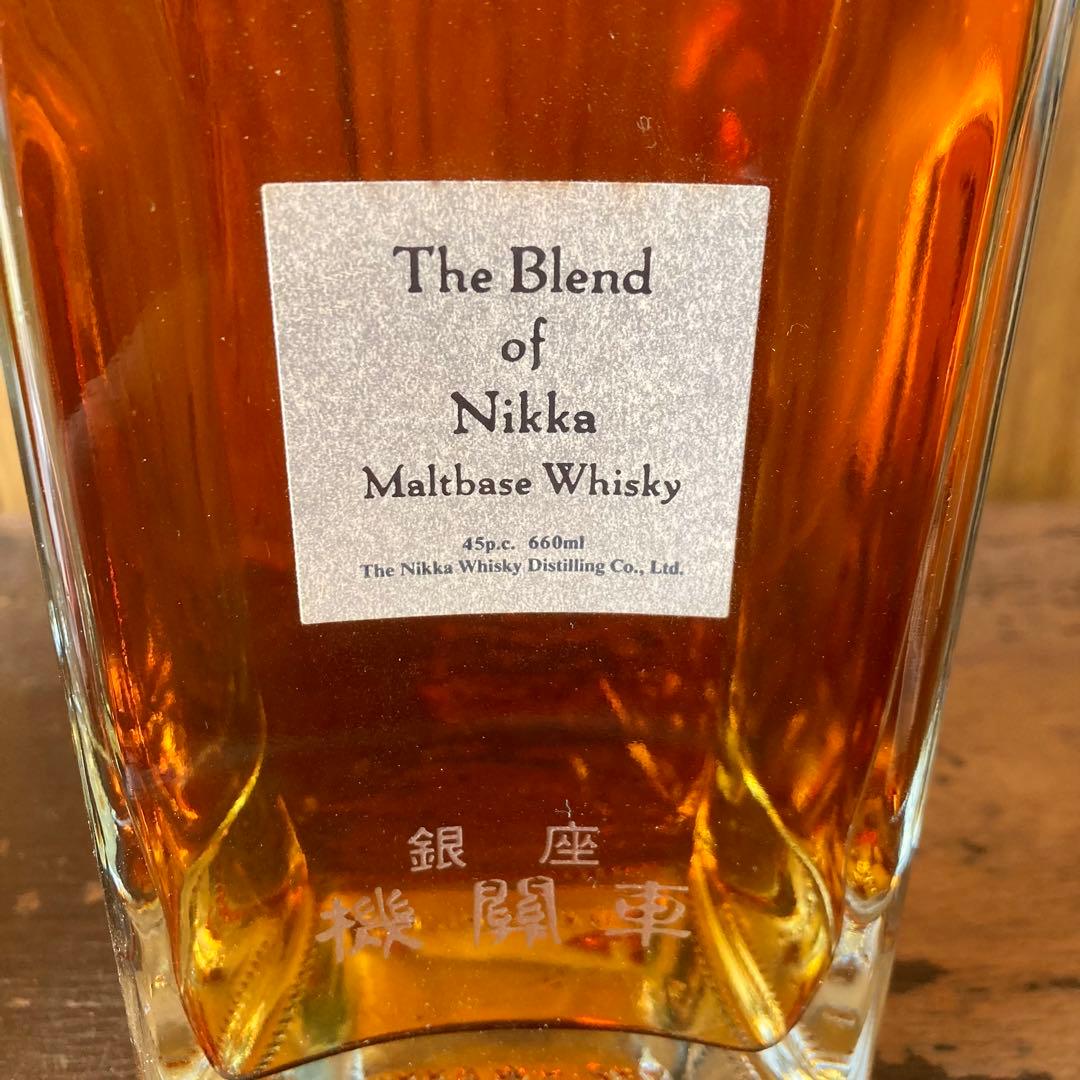 The Blend
of
Nikka
Maltbase Whisky
45p.c. 660ml
The Nikka Whisky Distilling Co., Ltd.
銀座
機関車